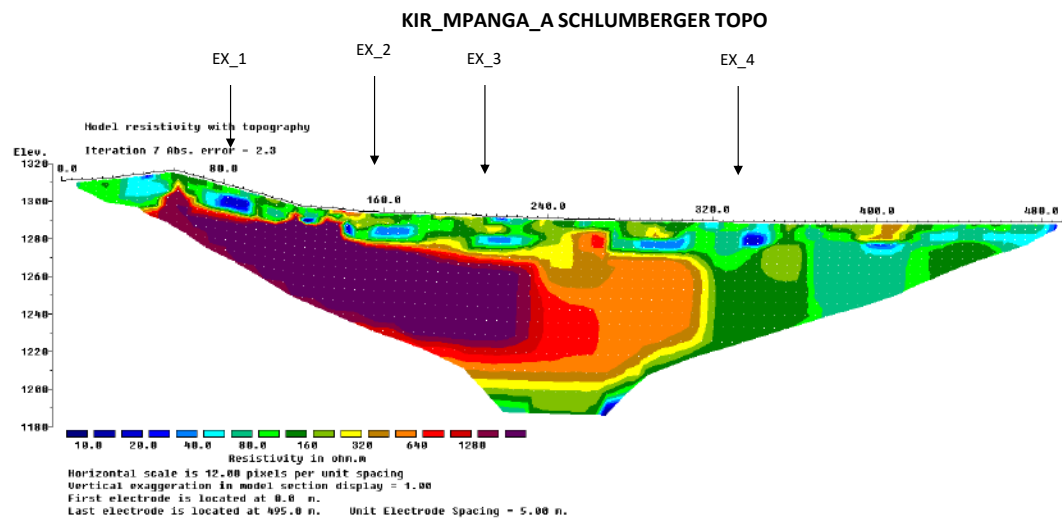 KIR_MPANGA_A SCHLUMBERGER TOPO
EX_1
EX_2
EX_3
EX_4
Model resistivity with topography
Iteration 7 Abs. error = 2.3
Elev.
1320
1300
1280
1260
1240
1220
1200
1180
0.0
80.0
160.0
240.0
320.0
400.0
480.0
10.0 20.0 40.0 80.0 160 320 640 1280
Resistivity in ohm.m
Horizontal scale is 12.00 pixels per unit spacing
Vertical exaggeration in model section display = 1.00
First electrode is located at 0.0 m.
Last electrode is located at 495.0 m. Unit Electrode Spacing = 5.00 m.